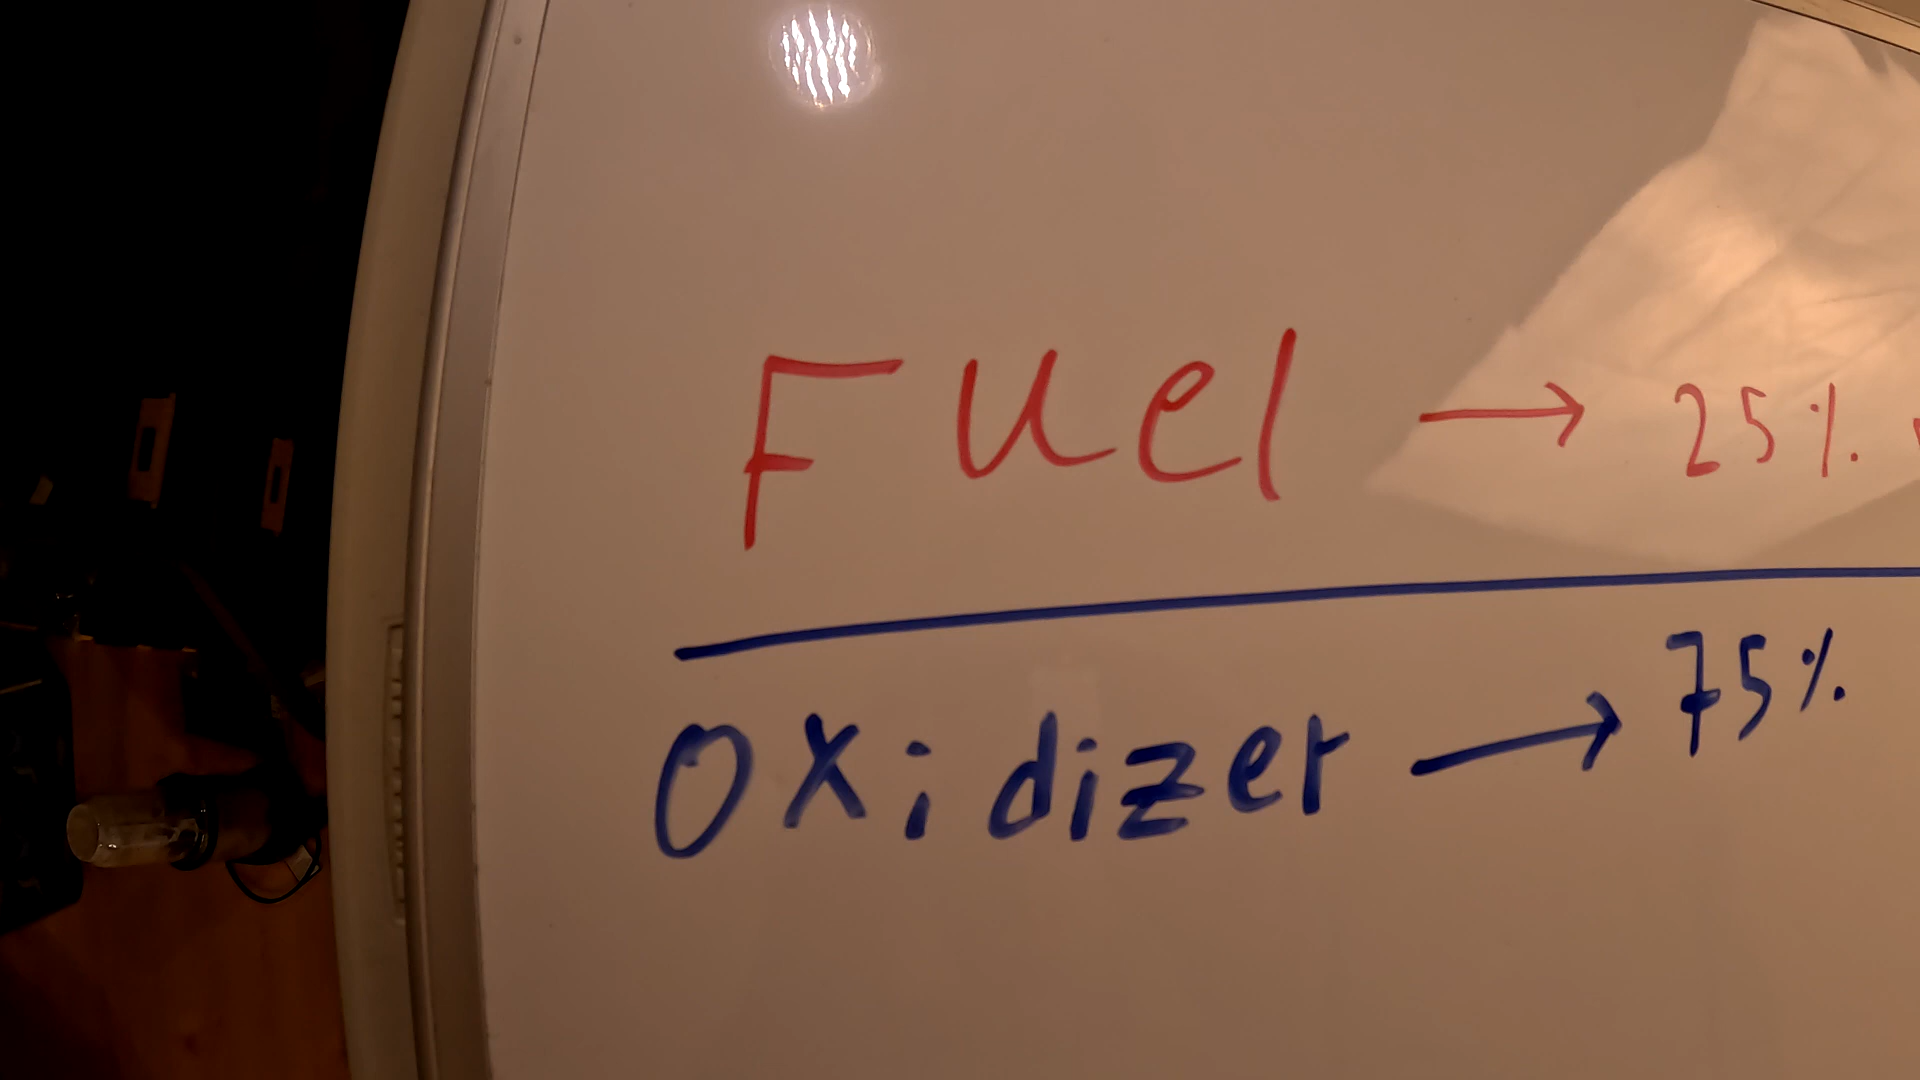 Fuel → 25%
Oxidizer → 75%